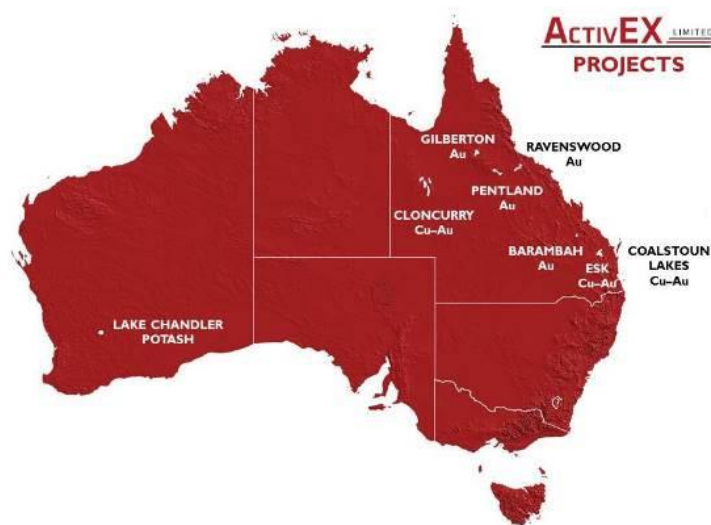 ACTIVEX LIMITED
PROJECTS
GILBERTON
Au
RAVENSWOOD
Au
PENTLAND
Au
CLONCURRY
Cu–Au
BARAMBAH
Au
ESK
Cu–Au
COALSTOUN
LAKES
Cu–Au
LAKE CHANDLER
POTASH